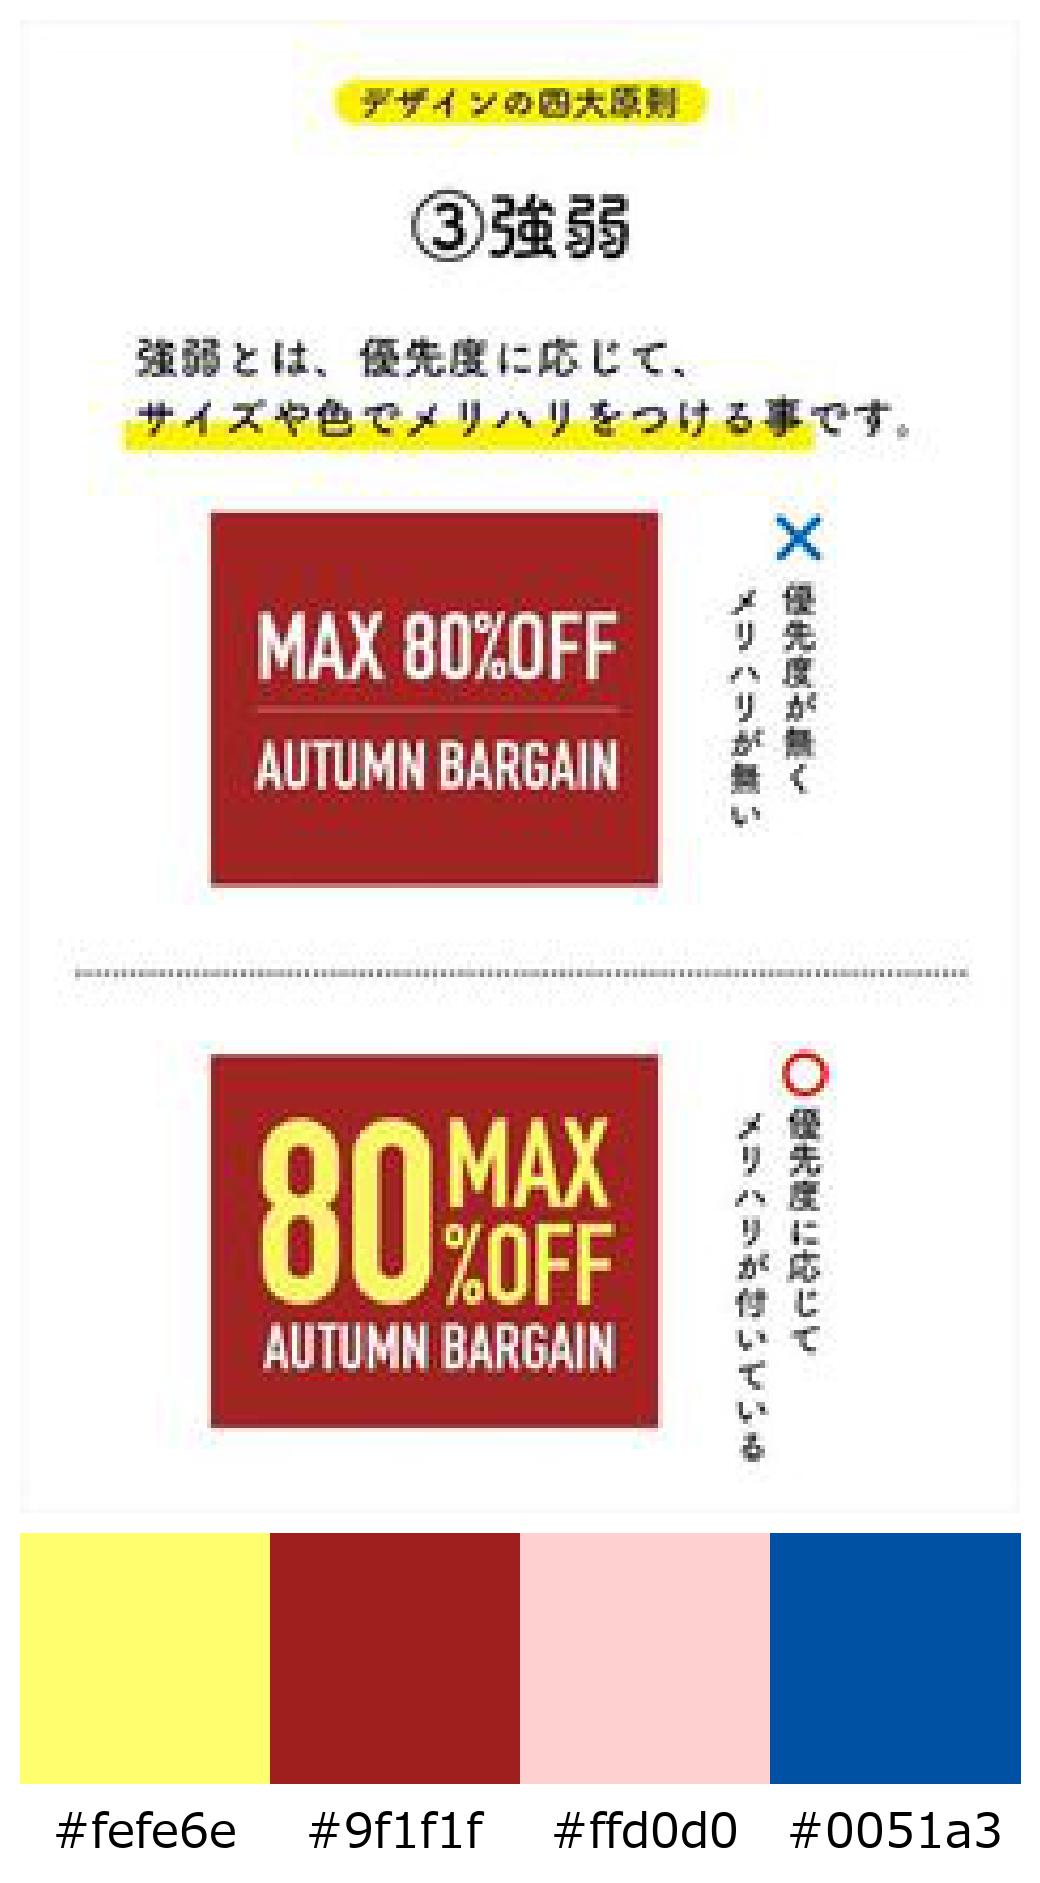 デザインの四大原則
③強弱
強弱とは、優先度に応じて、
サイズや色でメリハリをつける事です。
MAX 80%OFF
AUTUMN BARGAIN
×
優先度が無く
メリハリが無い
80 MAX
%OFF
AUTUMN BARGAIN
○
優先度に応じて
メリハリが付いている
#fefe6e
#9f1f1f
#ffd0d0
#0051a3